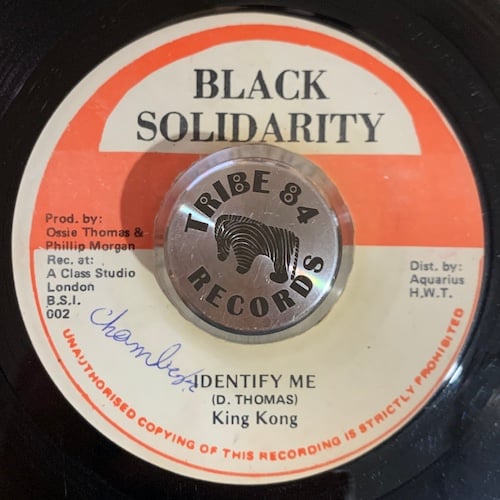 BLACK
SOLIDARITY
TRIBE 84
RECORDS
Prod. by:
Ossie Thomas &
Phillip Morgan
Rec. at:
A Class Studio
London
B.S.I.
002
Dist. by:
Aquarius
H.W.T.
IDENTIFY ME
(D. THOMAS)
King Kong
UNAUTHORISED COPYING OF THIS RECORDING IS STRICTLY PROHIBITED